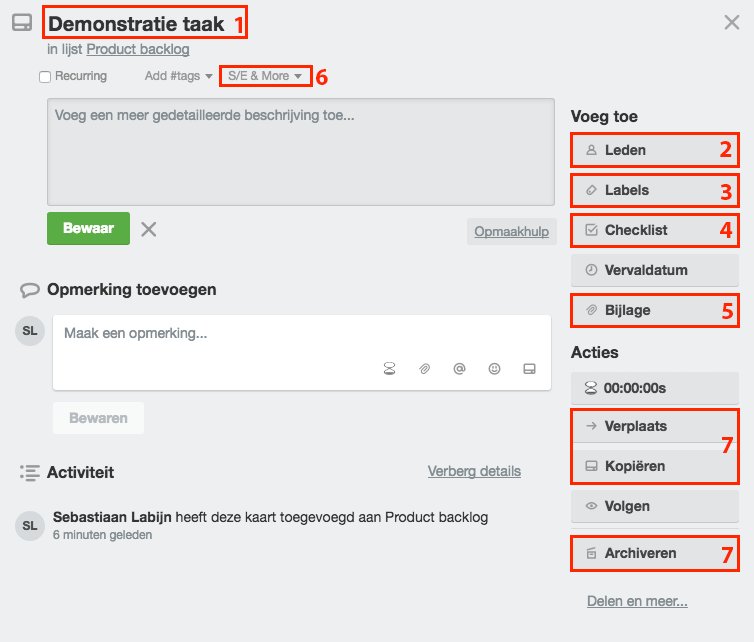 Demonstratie taak 1
in lijst Product backlog
Recurring Add #tags S/E & More 6
Voeg een meer gedetailleerde beschrijving toe...
Bewaar
Opmaakhulp
Opmerking toevoegen
SL
Maak een opmerking...
Bewaren
Activiteit
Verberg details
SL
Sebastiaan Labijn heeft deze kaart toegevoegd aan Product backlog
6 minuten geleden
Voeg toe
Leden 2
Labels 3
Checklist 4
Vervaldatum
Bijlage 5
Acties
00:00:00s
Verplaats
7
Kopiëren
Volgen
Archiveren 7
Delen en meer...